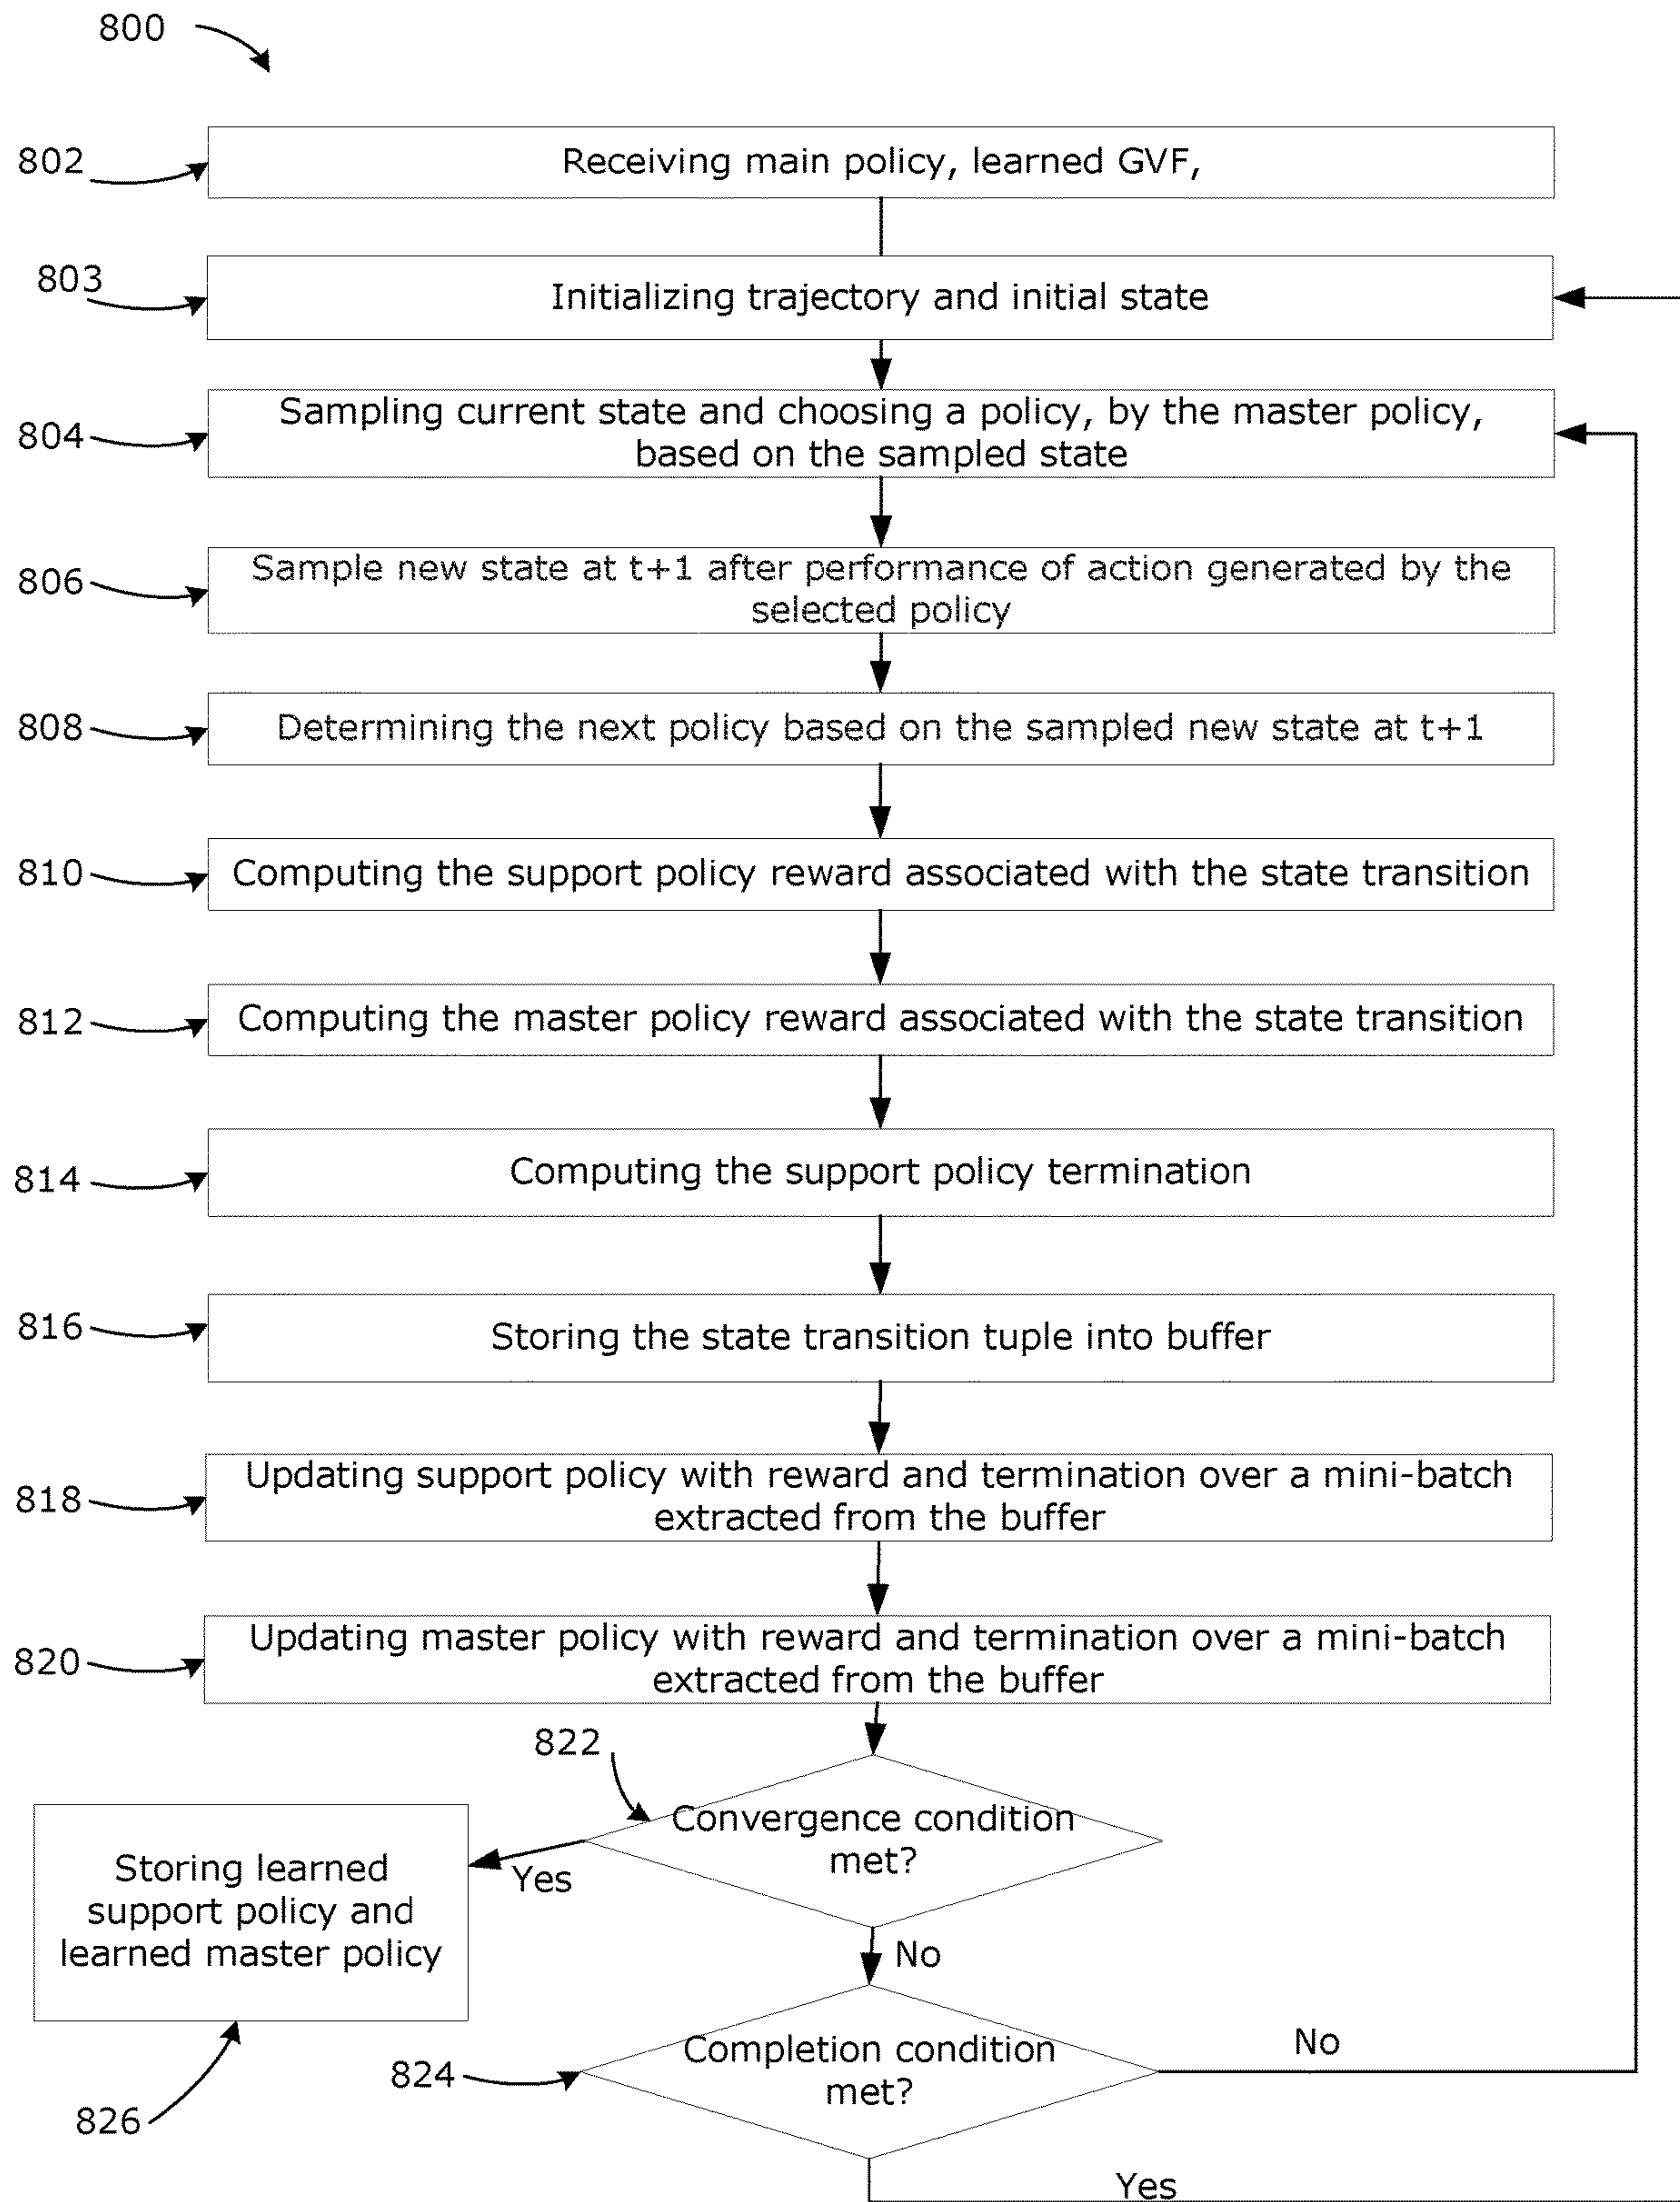 800
802
Receiving main policy, learned GVF,
803
Initializing trajectory and initial state
804
Sampling current state and choosing a policy, by the master policy,
based on the sampled state
806
Sample new state at t+1 after performance of action generated by the
selected policy
808
Determining the next policy based on the sampled new state at t+1
810
Computing the support policy reward associated with the state transition
812
Computing the master policy reward associated with the state transition
814
Computing the support policy termination
816
Storing the state transition tuple into buffer
818
Updating support policy with reward and termination over a mini-batch
extracted from the buffer
820
Updating master policy with reward and termination over a mini-batch
extracted from the buffer
822
Convergence condition
met?
Yes
Storing learned
support policy and
learned master policy
826
No
824
Completion condition
met?
No
Yes